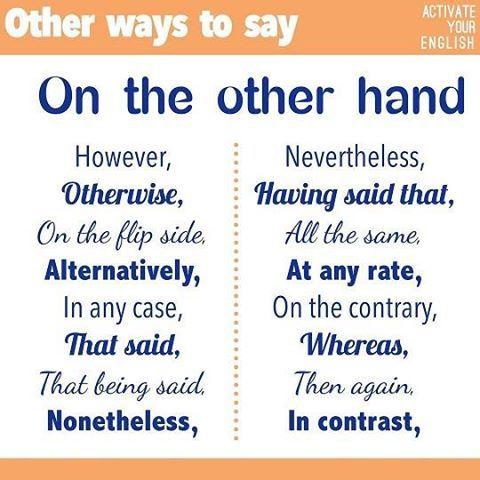 Other ways to say
ACTIVATE
YOUR
ENGLISH
On the other hand
However,
Otherwise,
On the flip side,
Alternatively,
In any case,
That said,
That being said,
Nonetheless,
Nevertheless,
Having said that,
All the same,
At any rate,
On the contrary,
Whereas,
Then again,
In contrast,